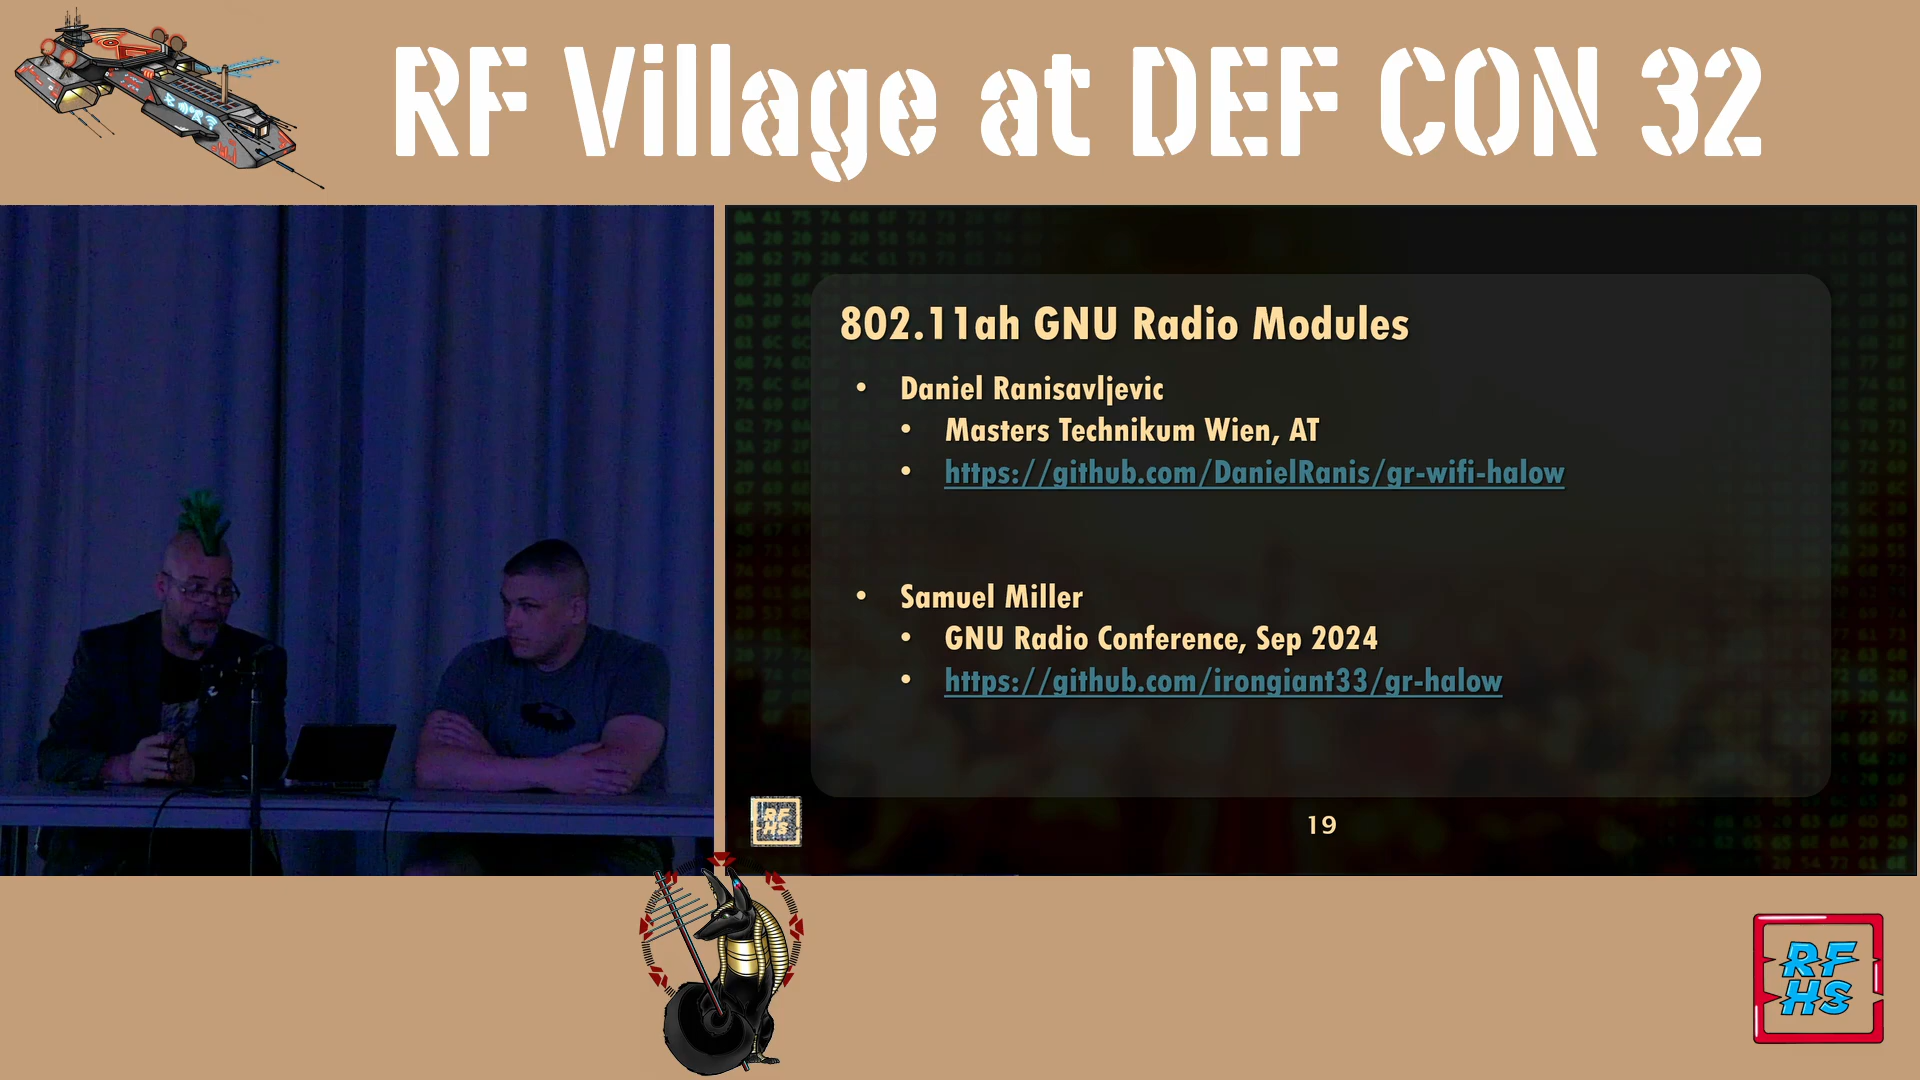 RF Village at DEF CON 32
802.11ah GNU Radio Modules
• Daniel Ranisavljevic
• Masters Technikum Wien, AT
• https://github.com/DanielRanis/gr-wifi-halow
• Samuel Miller
• GNU Radio Conference, Sep 2024
• https://github.com/irongiant33/gr-halow
RF
HS
19
RF
HS